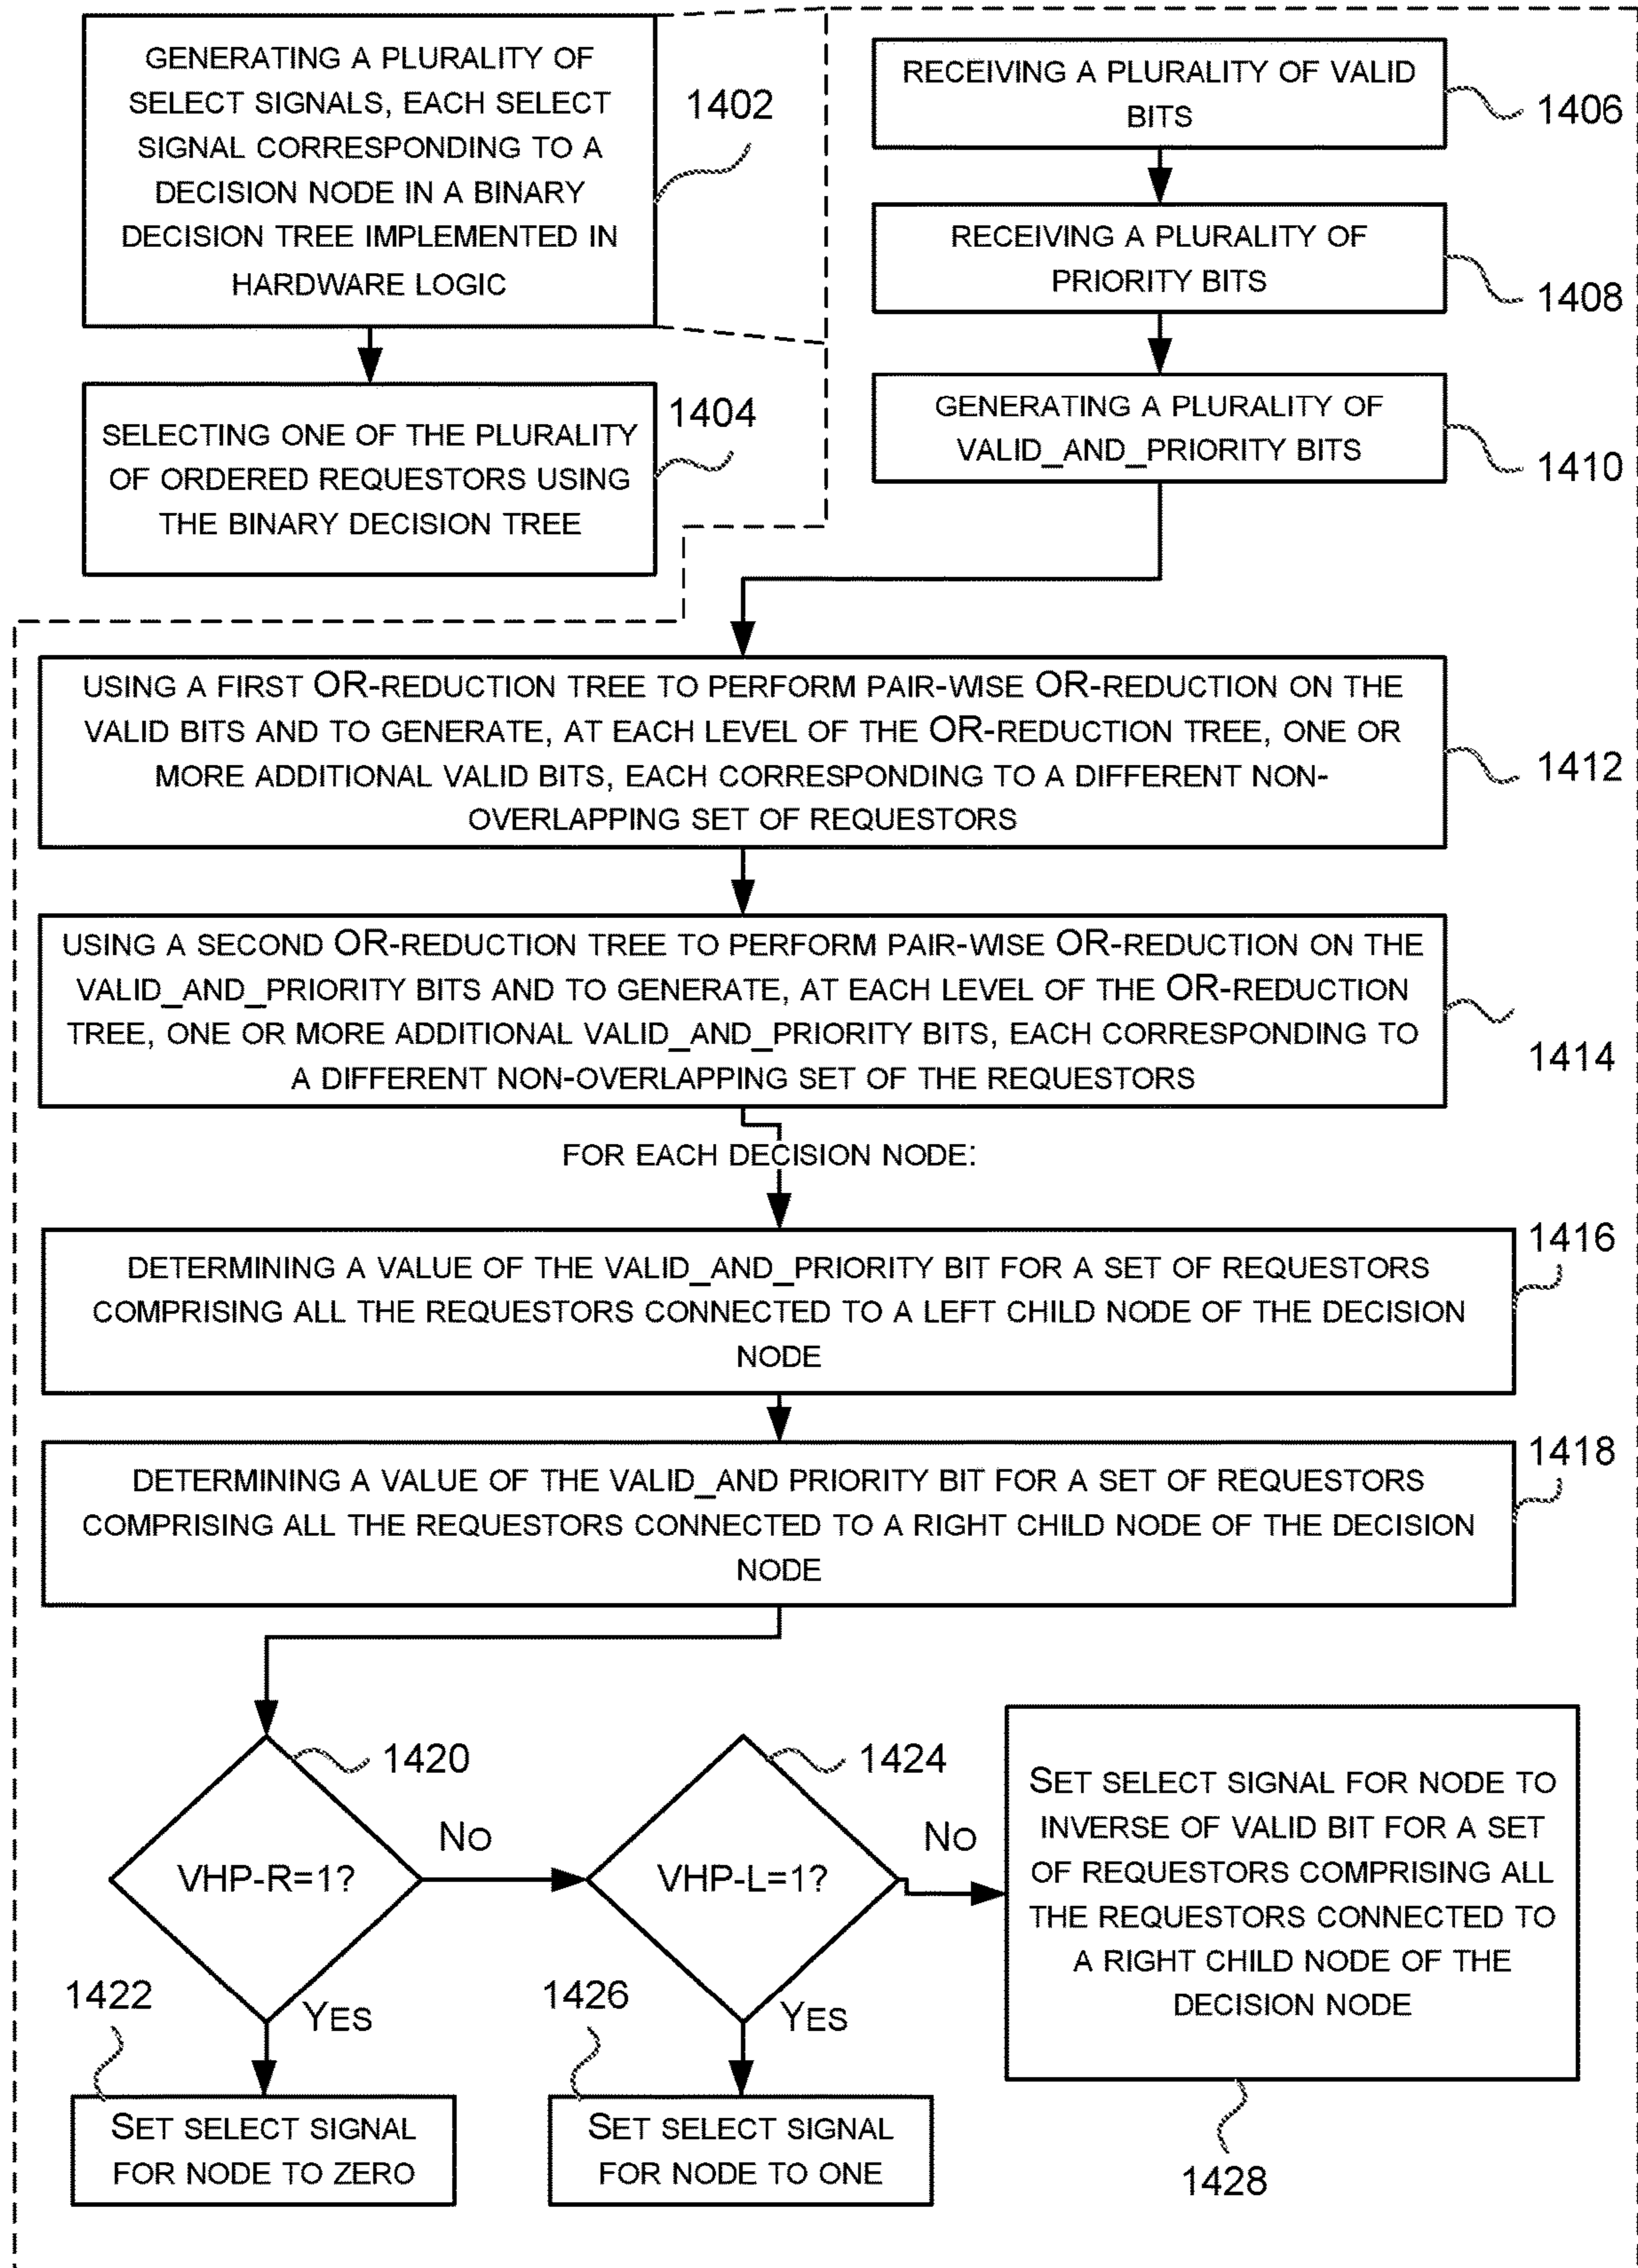 GENERATING A PLURALITY OF
SELECT SIGNALS, EACH SELECT
SIGNAL CORRESPONDING TO A
DECISION NODE IN A BINARY
DECISION TREE IMPLEMENTED IN
HARDWARE LOGIC
1402
SELECTING ONE OF THE PLURALITY
OF ORDERED REQUESTORS USING
THE BINARY DECISION TREE
1404
RECEIVING A PLURALITY OF VALID
BITS
1406
RECEIVING A PLURALITY OF
PRIORITY BITS
1408
GENERATING A PLURALITY OF
VALID_AND_PRIORITY BITS
1410
USING A FIRST OR-REDUCTION TREE TO PERFORM PAIR-WISE OR-REDUCTION ON THE
VALID BITS AND TO GENERATE, AT EACH LEVEL OF THE OR-REDUCTION TREE, ONE OR
MORE ADDITIONAL VALID BITS, EACH CORRESPONDING TO A DIFFERENT NON-
OVERLAPPING SET OF REQUESTORS
1412
USING A SECOND OR-REDUCTION TREE TO PERFORM PAIR-WISE OR-REDUCTION ON THE
VALID_AND_PRIORITY BITS AND TO GENERATE, AT EACH LEVEL OF THE OR-REDUCTION
TREE, ONE OR MORE ADDITIONAL VALID_AND_PRIORITY BITS, EACH CORRESPONDING TO
A DIFFERENT NON-OVERLAPPING SET OF THE REQUESTORS
1414
FOR EACH DECISION NODE:
DETERMINING A VALUE OF THE VALID_AND_PRIORITY BIT FOR A SET OF REQUESTORS
COMPRISING ALL THE REQUESTORS CONNECTED TO A LEFT CHILD NODE OF THE DECISION
NODE
1416
DETERMINING A VALUE OF THE VALID_AND PRIORITY BIT FOR A SET OF REQUESTORS
COMPRISING ALL THE REQUESTORS CONNECTED TO A RIGHT CHILD NODE OF THE DECISION
NODE
1418
VHP-R=1?
1420
NO
YES
VHP-L=1?
1424
NO
YES
1422
SET SELECT SIGNAL
FOR NODE TO ZERO
1426
SET SELECT SIGNAL
FOR NODE TO ONE
SET SELECT SIGNAL FOR NODE TO
INVERSE OF VALID BIT FOR A SET
OF REQUESTORS COMPRISING ALL
THE REQUESTORS CONNECTED TO
A RIGHT CHILD NODE OF THE
DECISION NODE
1428